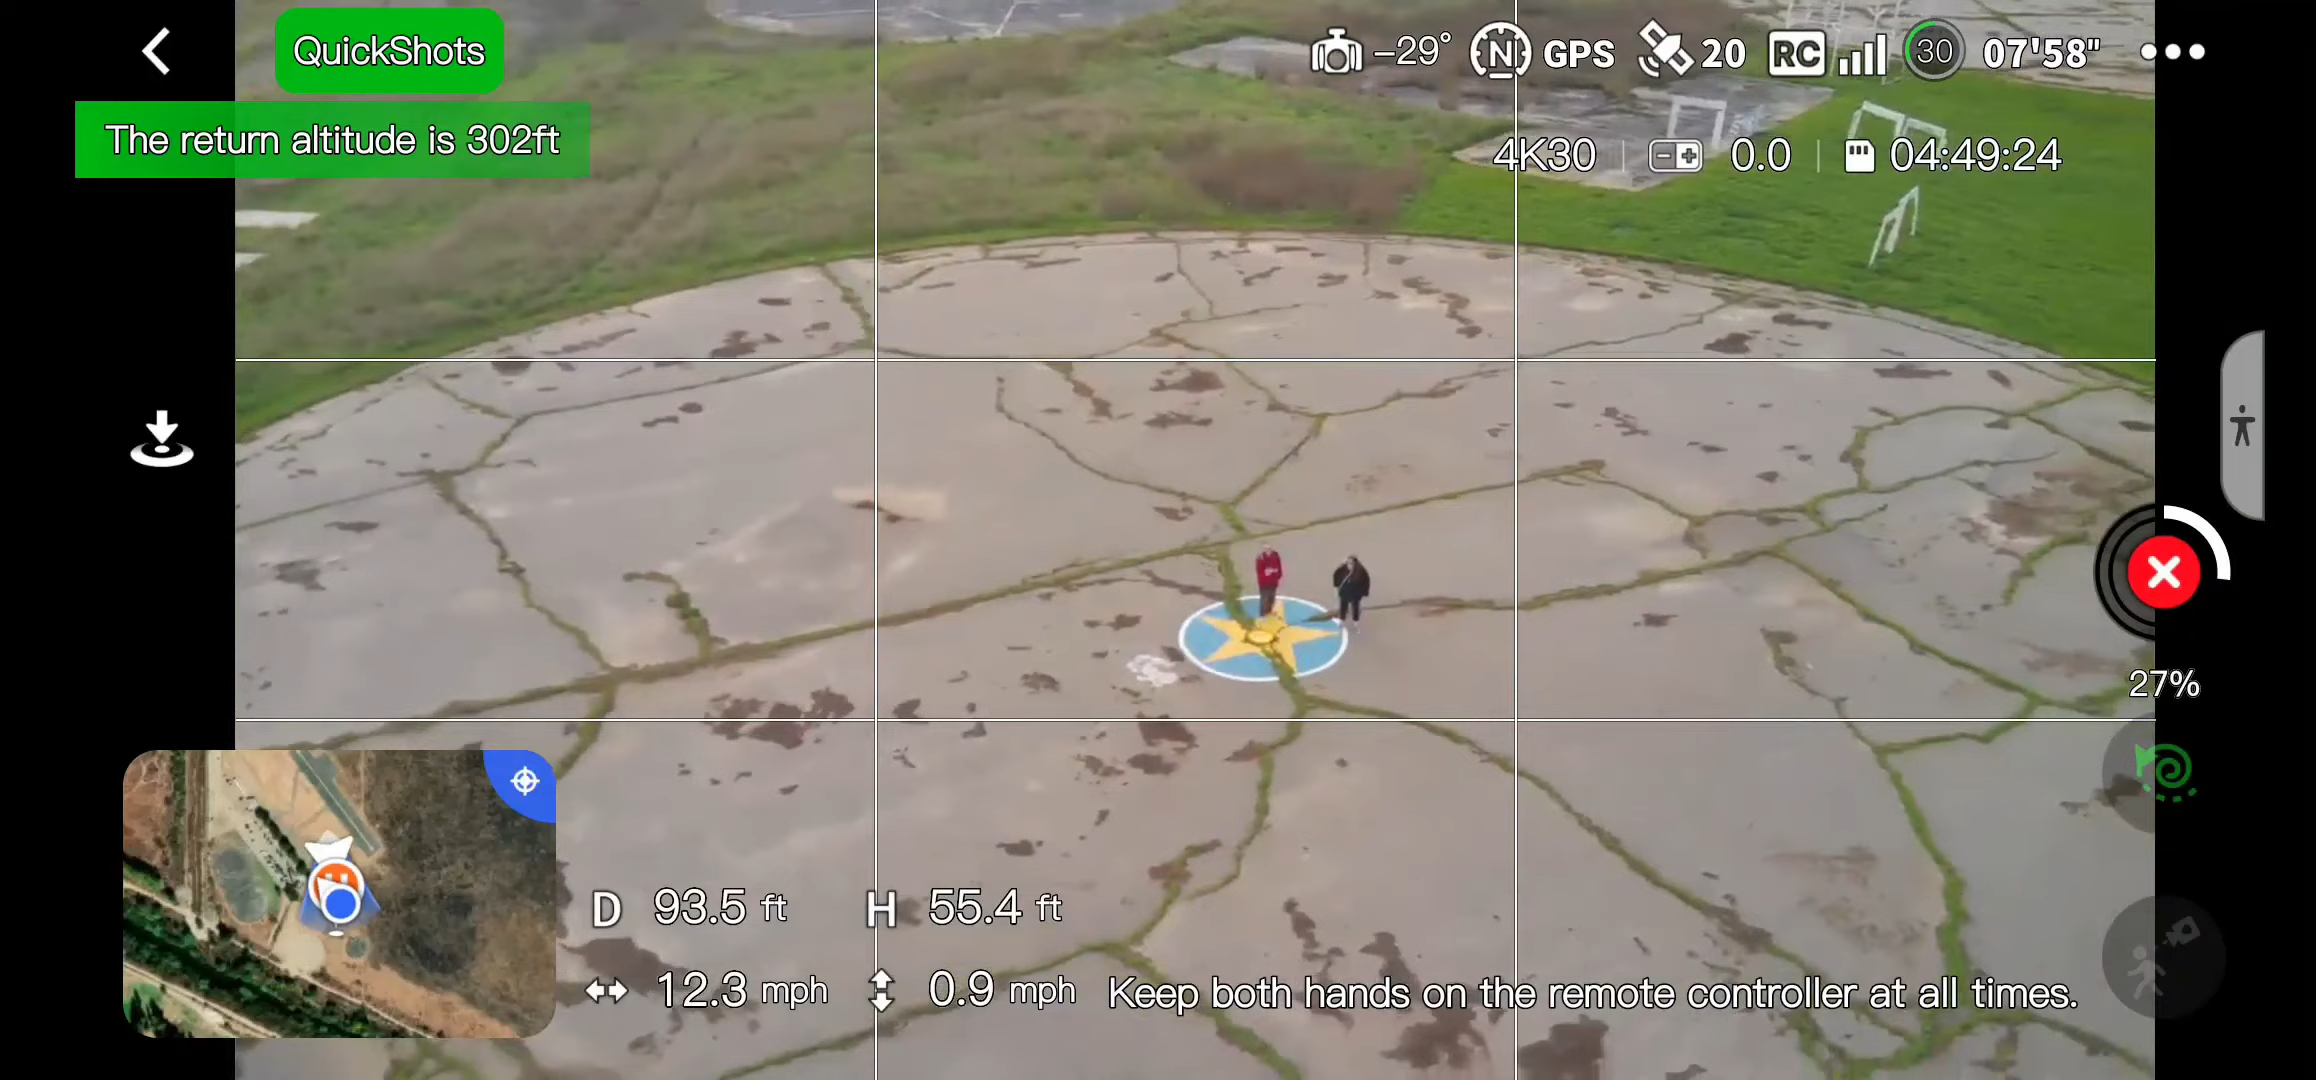 QuickShots
-29° N GPS 20 RC 30 07'58"
The return altitude is 302ft
4K30 0.0 04:49:24
27%
D 93.5 ft H 55.4 ft
12.3 mph 0.9 mph
Keep both hands on the remote controller at all times.